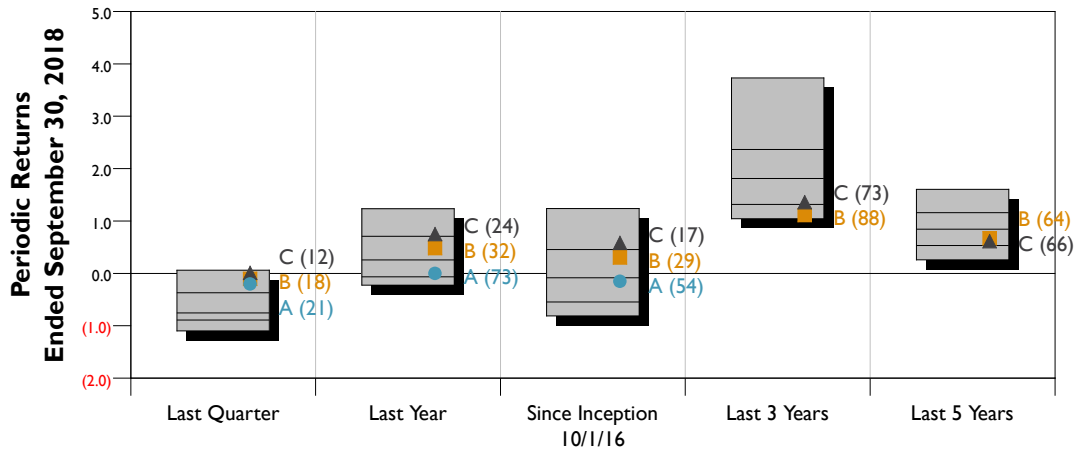 Periodic Returns
Ended September 30, 2018
5.0
4.0
3.0
2.0
1.0
0.0
(1.0)
(2.0)
C (12)
B (18)
A (21)
C (24)
B (32)
A (73)
C (17)
B (29)
A (54)
C (73)
B (88)
B (64)
C (66)
Last Quarter
Last Year
Since Inception
10/1/16
Last 3 Years
Last 5 Years